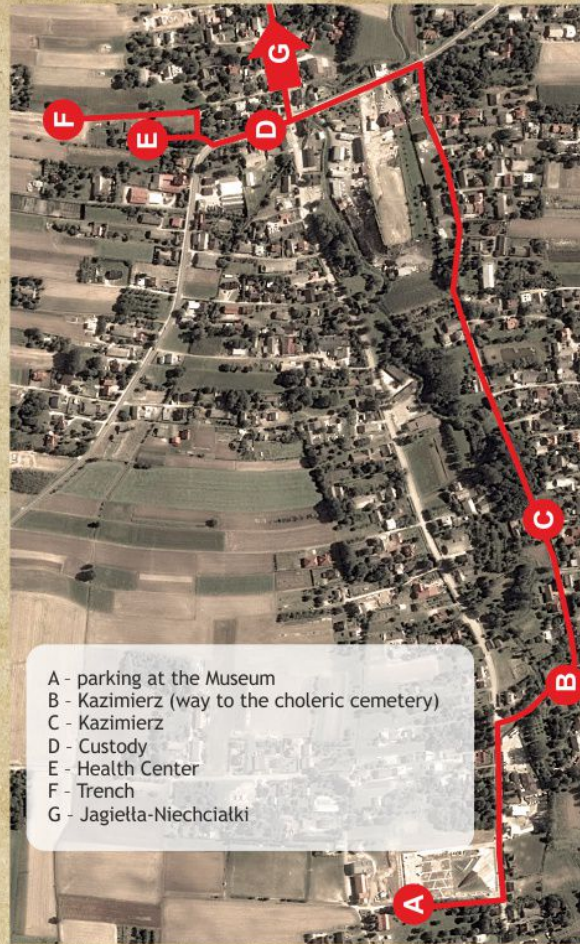 G
F
E
D
C
B
A - parking at the Museum
B - Kazimierz (way to the choleric cemetery)
C - Kazimierz
D - Custody
E - Health Center
F - Trench
G - Jagiełła-Niechciałki
A